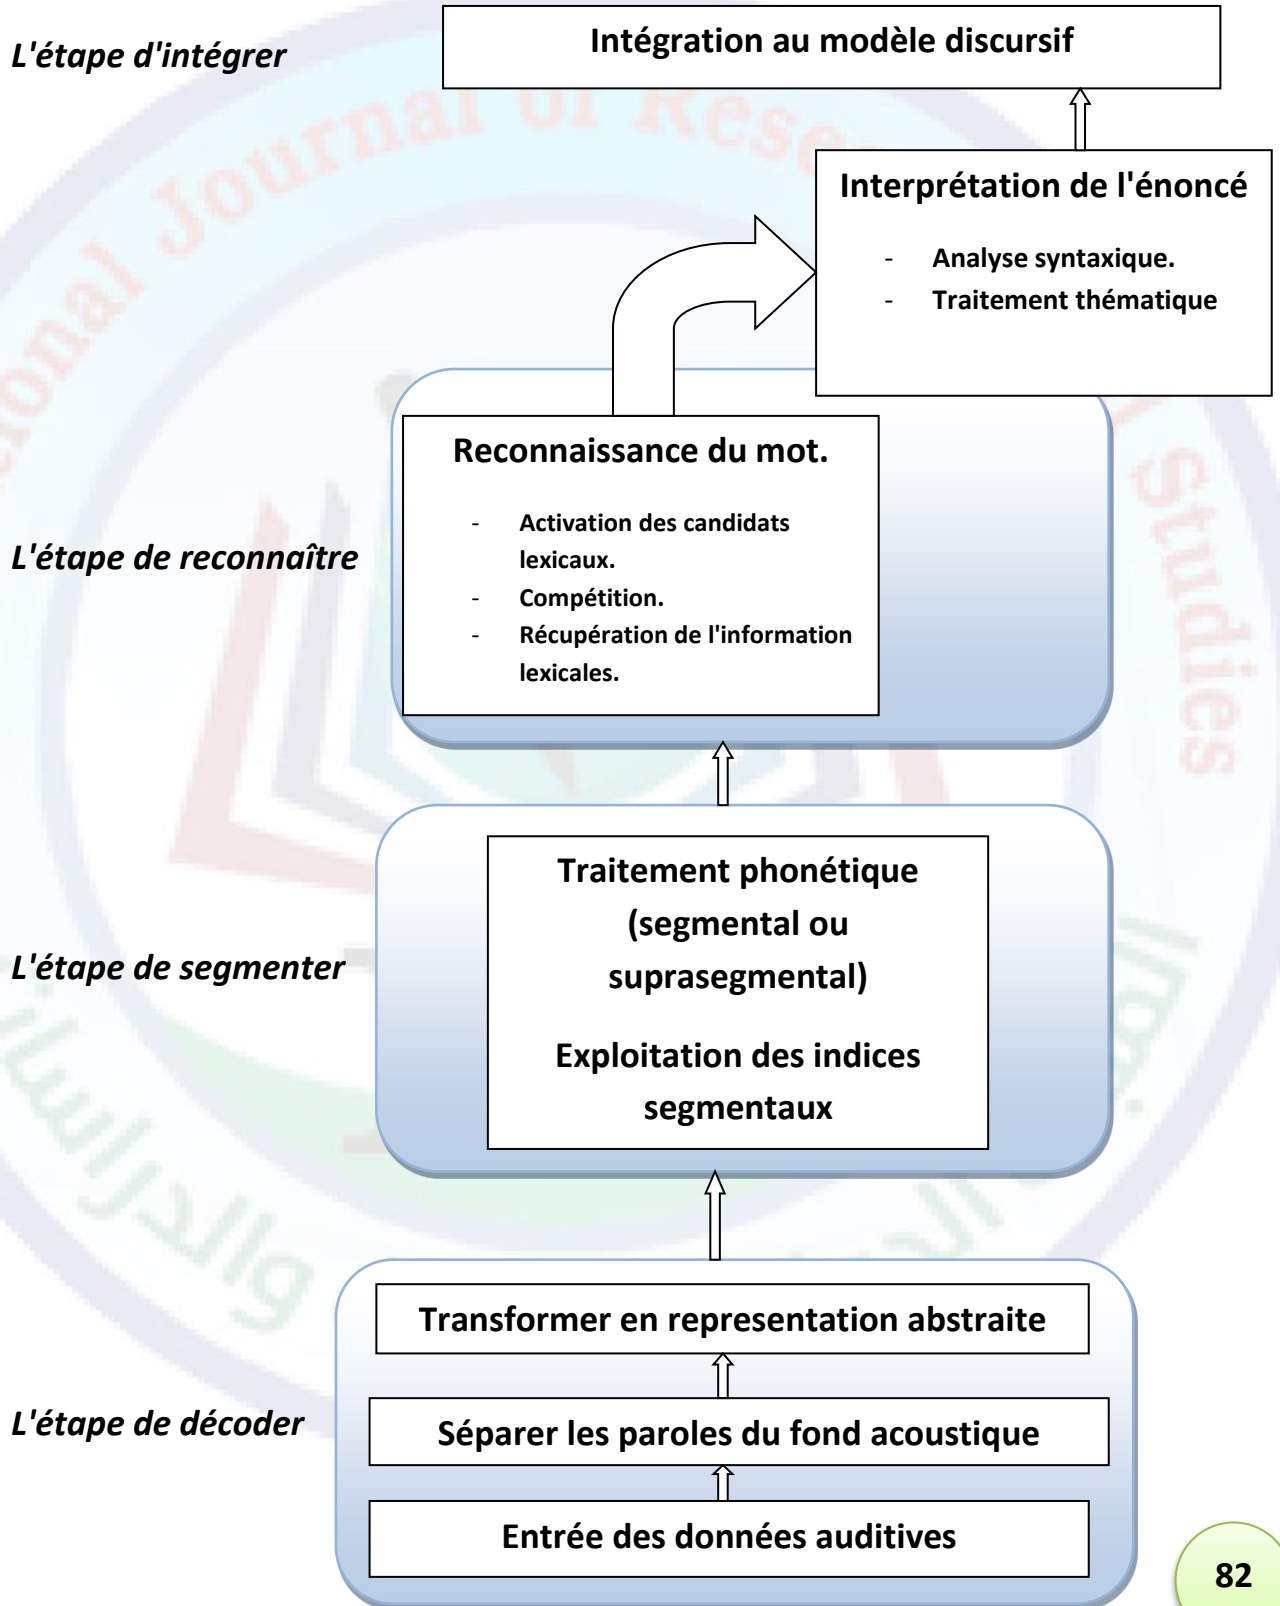 L'étape d'intégrer
Intégration au modèle discursif
Interprétation de l'énoncé
- Analyse syntaxique.
- Traitement thématique
Reconnaissance du mot.
- Activation des candidats
lexicaux.
- Compétition.
- Récupération de l'information
lexicales.
L'étape de reconnaître
Traitement phonétique
(segmental ou
suprasegmental)
Exploitation des indices
segmentaux
L'étape de segmenter
Transformer en representation abstraite
Séparer les paroles du fond acoustique
L'étape de décoder
Entrée des données auditives
82
Journal of
Studies